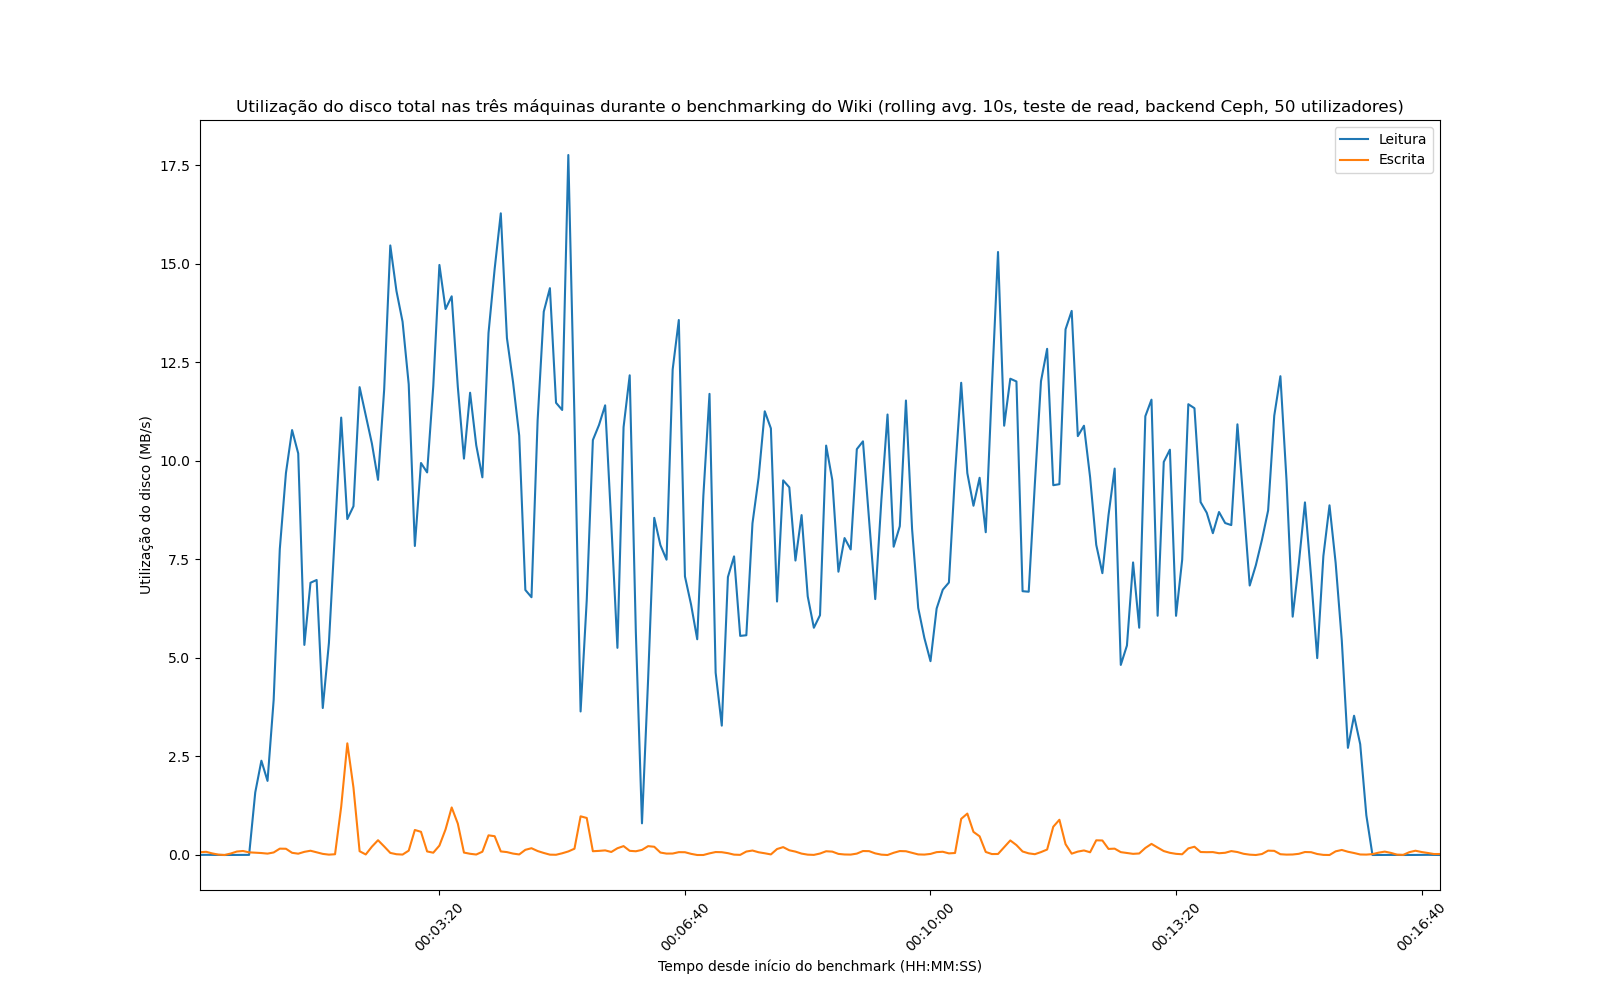 Utilização do disco total nas três máquinas durante o benchmarking do Wiki (rolling avg. 10s, teste de read, backend Ceph, 50 utilizadores)
Leitura
Escrita
17.5
15.0
12.5
10.0
7.5
5.0
2.5
0.0
Utilização do disco (MB/s)
00:03:20
00:06:40
00:10:00
00:13:20
00:16:40
Tempo desde início do benchmark (HH:MM:SS)